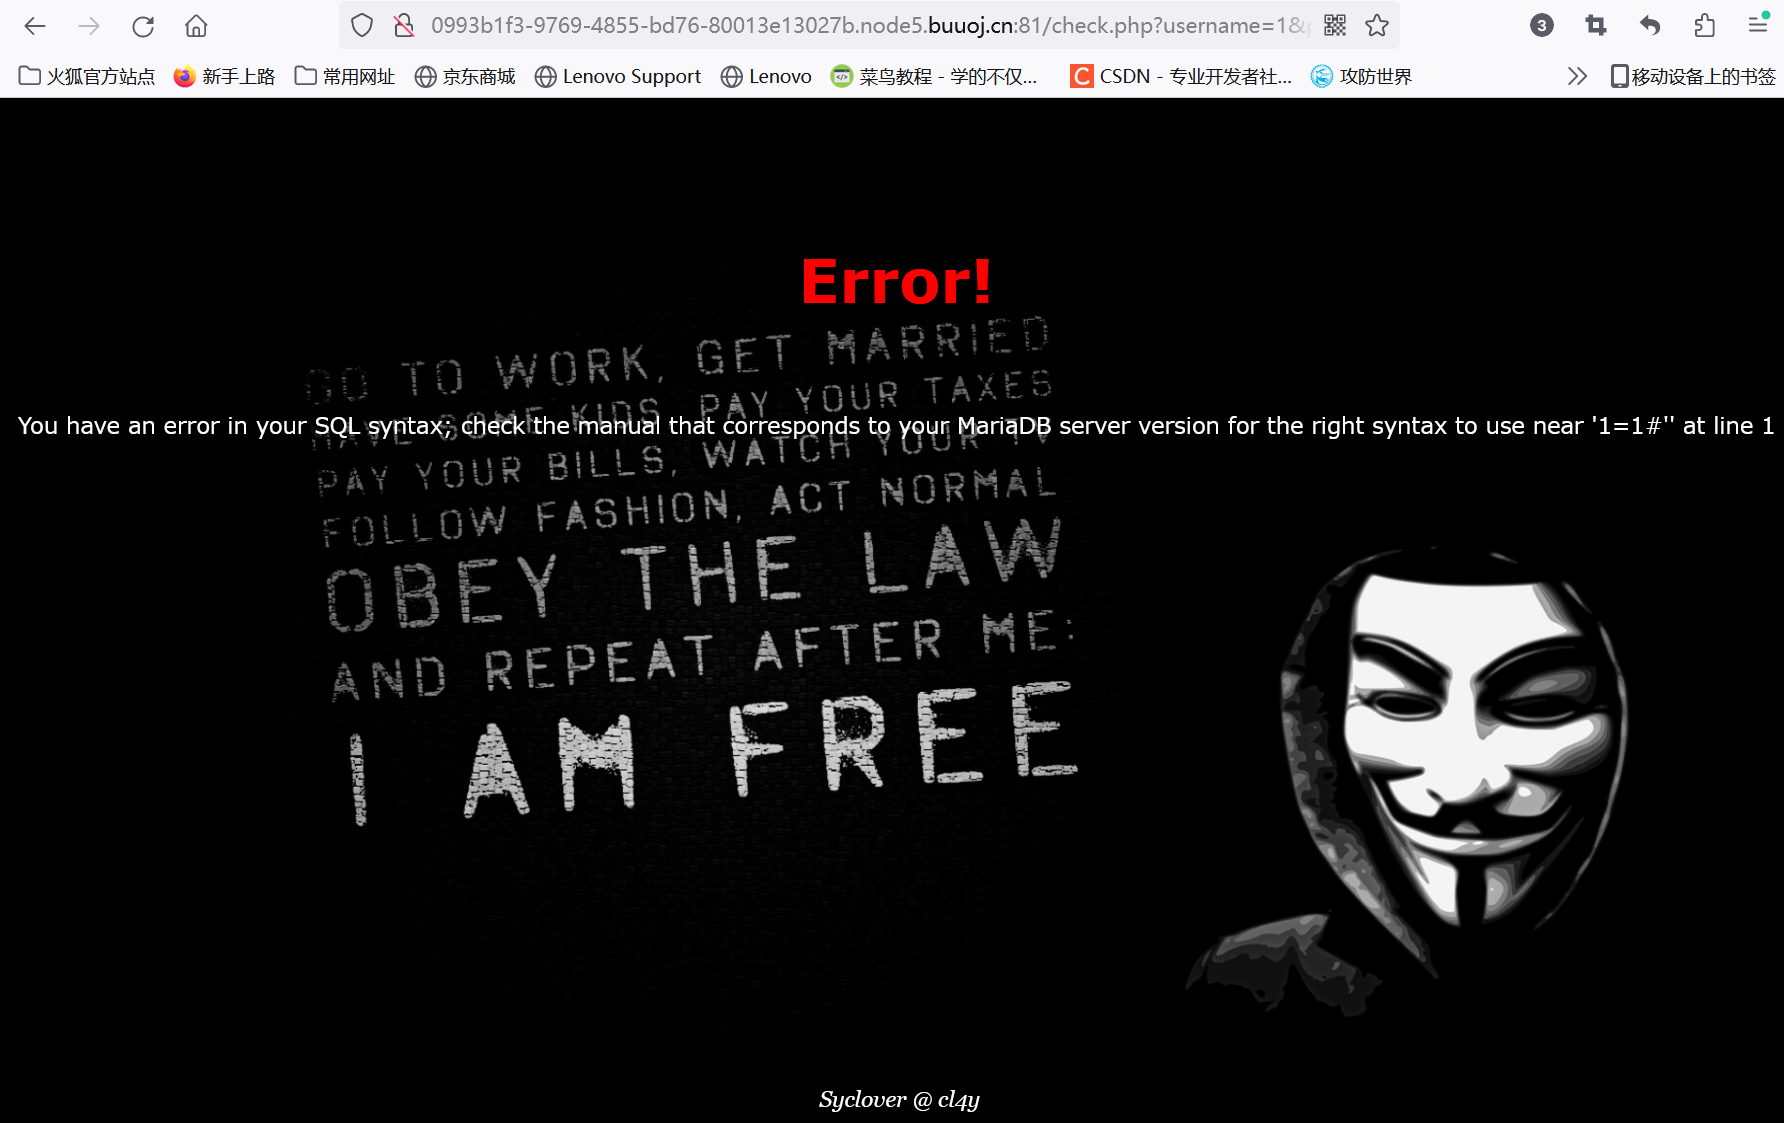 0993b1f3-9769-4855-bd76-80013e13027b.node5.buuoj.cn:81/check.php?username=1&
3
火狐官方站点 新手上路 常用网址 京东商城 Lenovo Support Lenovo 菜鸟教程 - 学的不仅... CSDN - 专业开发者社... 攻防世界 移动设备上的书签
Error!
GO TO WORK, GET MARRIED
HAVE SOME KIDS, PAY YOUR TAXES
You have an error in your SQL syntax; check the manual that corresponds to your MariaDB server version for the right syntax to use near '1=1#'' at line 1
PAY YOUR BILLS, WATCH YOUR TV
FOLLOW FASHION, ACT NORMAL
OBEY THE LAW
AND REPEAT AFTER ME:
I AM FREE
Syclover @ cl4y